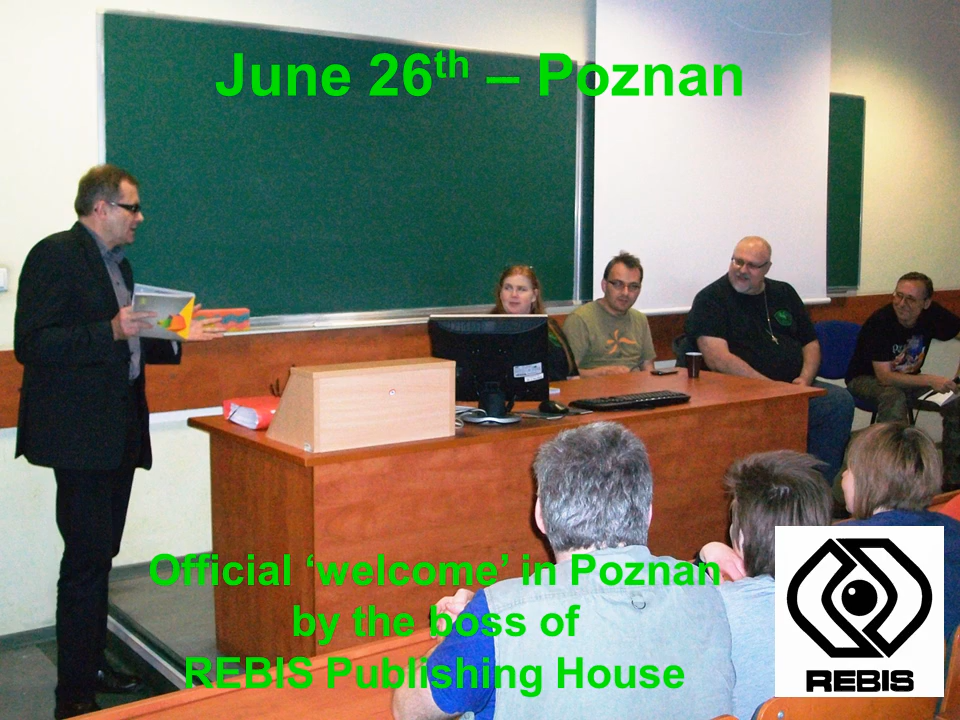 June 26th – Poznan
Official ‘welcome’ in Poznan
by the boss of
REBIS Publishing House
REBIS